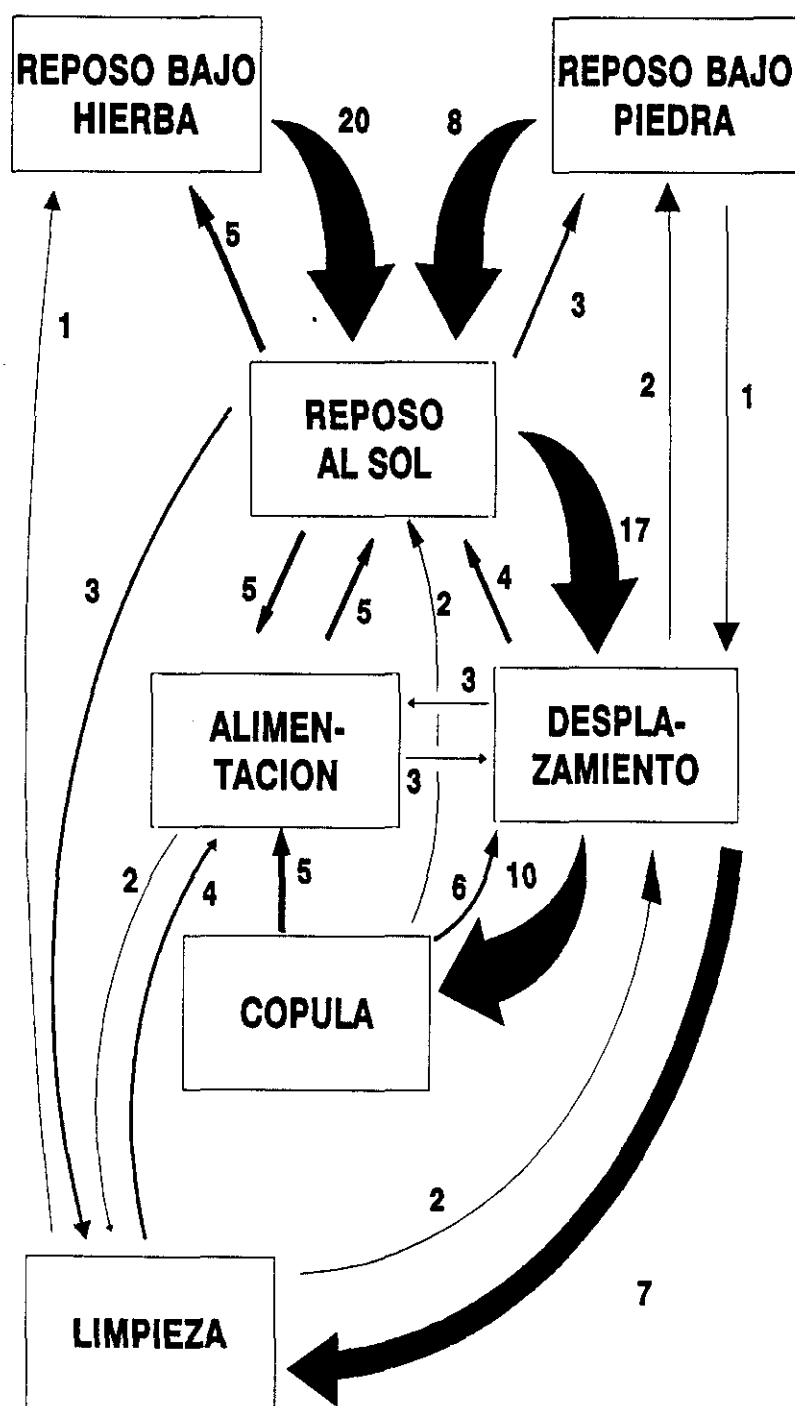 REPOSO BAJO
HIERBA
REPOSO BAJO
PIEDRA
20
8
5
3
1
2
1
REPOSO
AL SOL
17
3
5
5
2
4
ALIMEN-
TACION
3
3
DESPLA-
ZAMIENTO
2
4
5
6
10
COPULA
2
7
LIMPIEZA